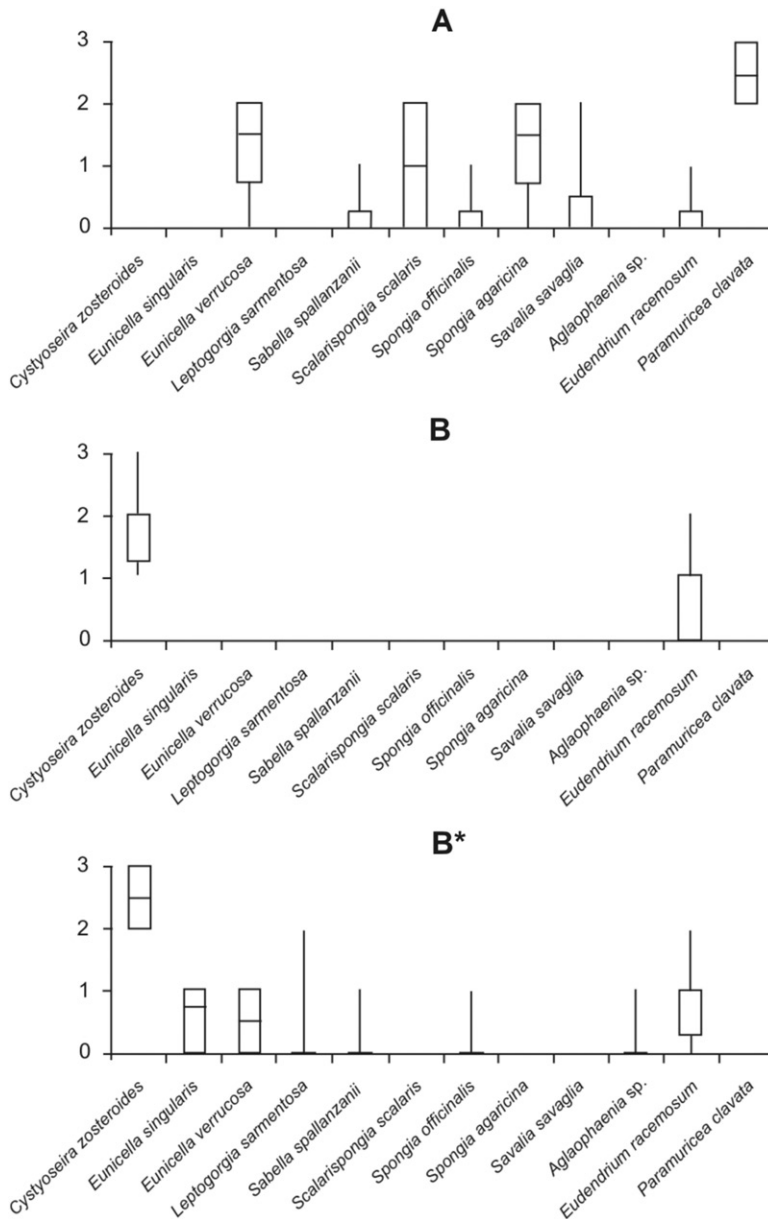 A
3
2
1
0
Cystyoseira zosteroides
Eunicella singularis
Eunicella verrucosa
Leptogorgia sarmentosa
Sabella spallanzanii
Scalarispongia scalaris
Spongia officinalis
Spongia agaricina
Savalia savaglia
Aglaophaenia sp.
Eudendrium racemosum
Paramuricea clavata
B
3
2
1
0
Cystyoseira zosteroides
Eunicella singularis
Eunicella verrucosa
Leptogorgia sarmentosa
Sabella spallanzanii
Scalarispongia scalaris
Spongia officinalis
Spongia agaricina
Savalia savaglia
Aglaophaenia sp.
Eudendrium racemosum
Paramuricea clavata
B*
3
2
1
0
Cystyoseira zosteroides
Eunicella singularis
Eunicella verrucosa
Leptogorgia sarmentosa
Sabella spallanzanii
Scalarispongia scalaris
Spongia officinalis
Spongia agaricina
Savalia savaglia
Aglaophaenia sp.
Eudendrium racemosum
Paramuricea clavata